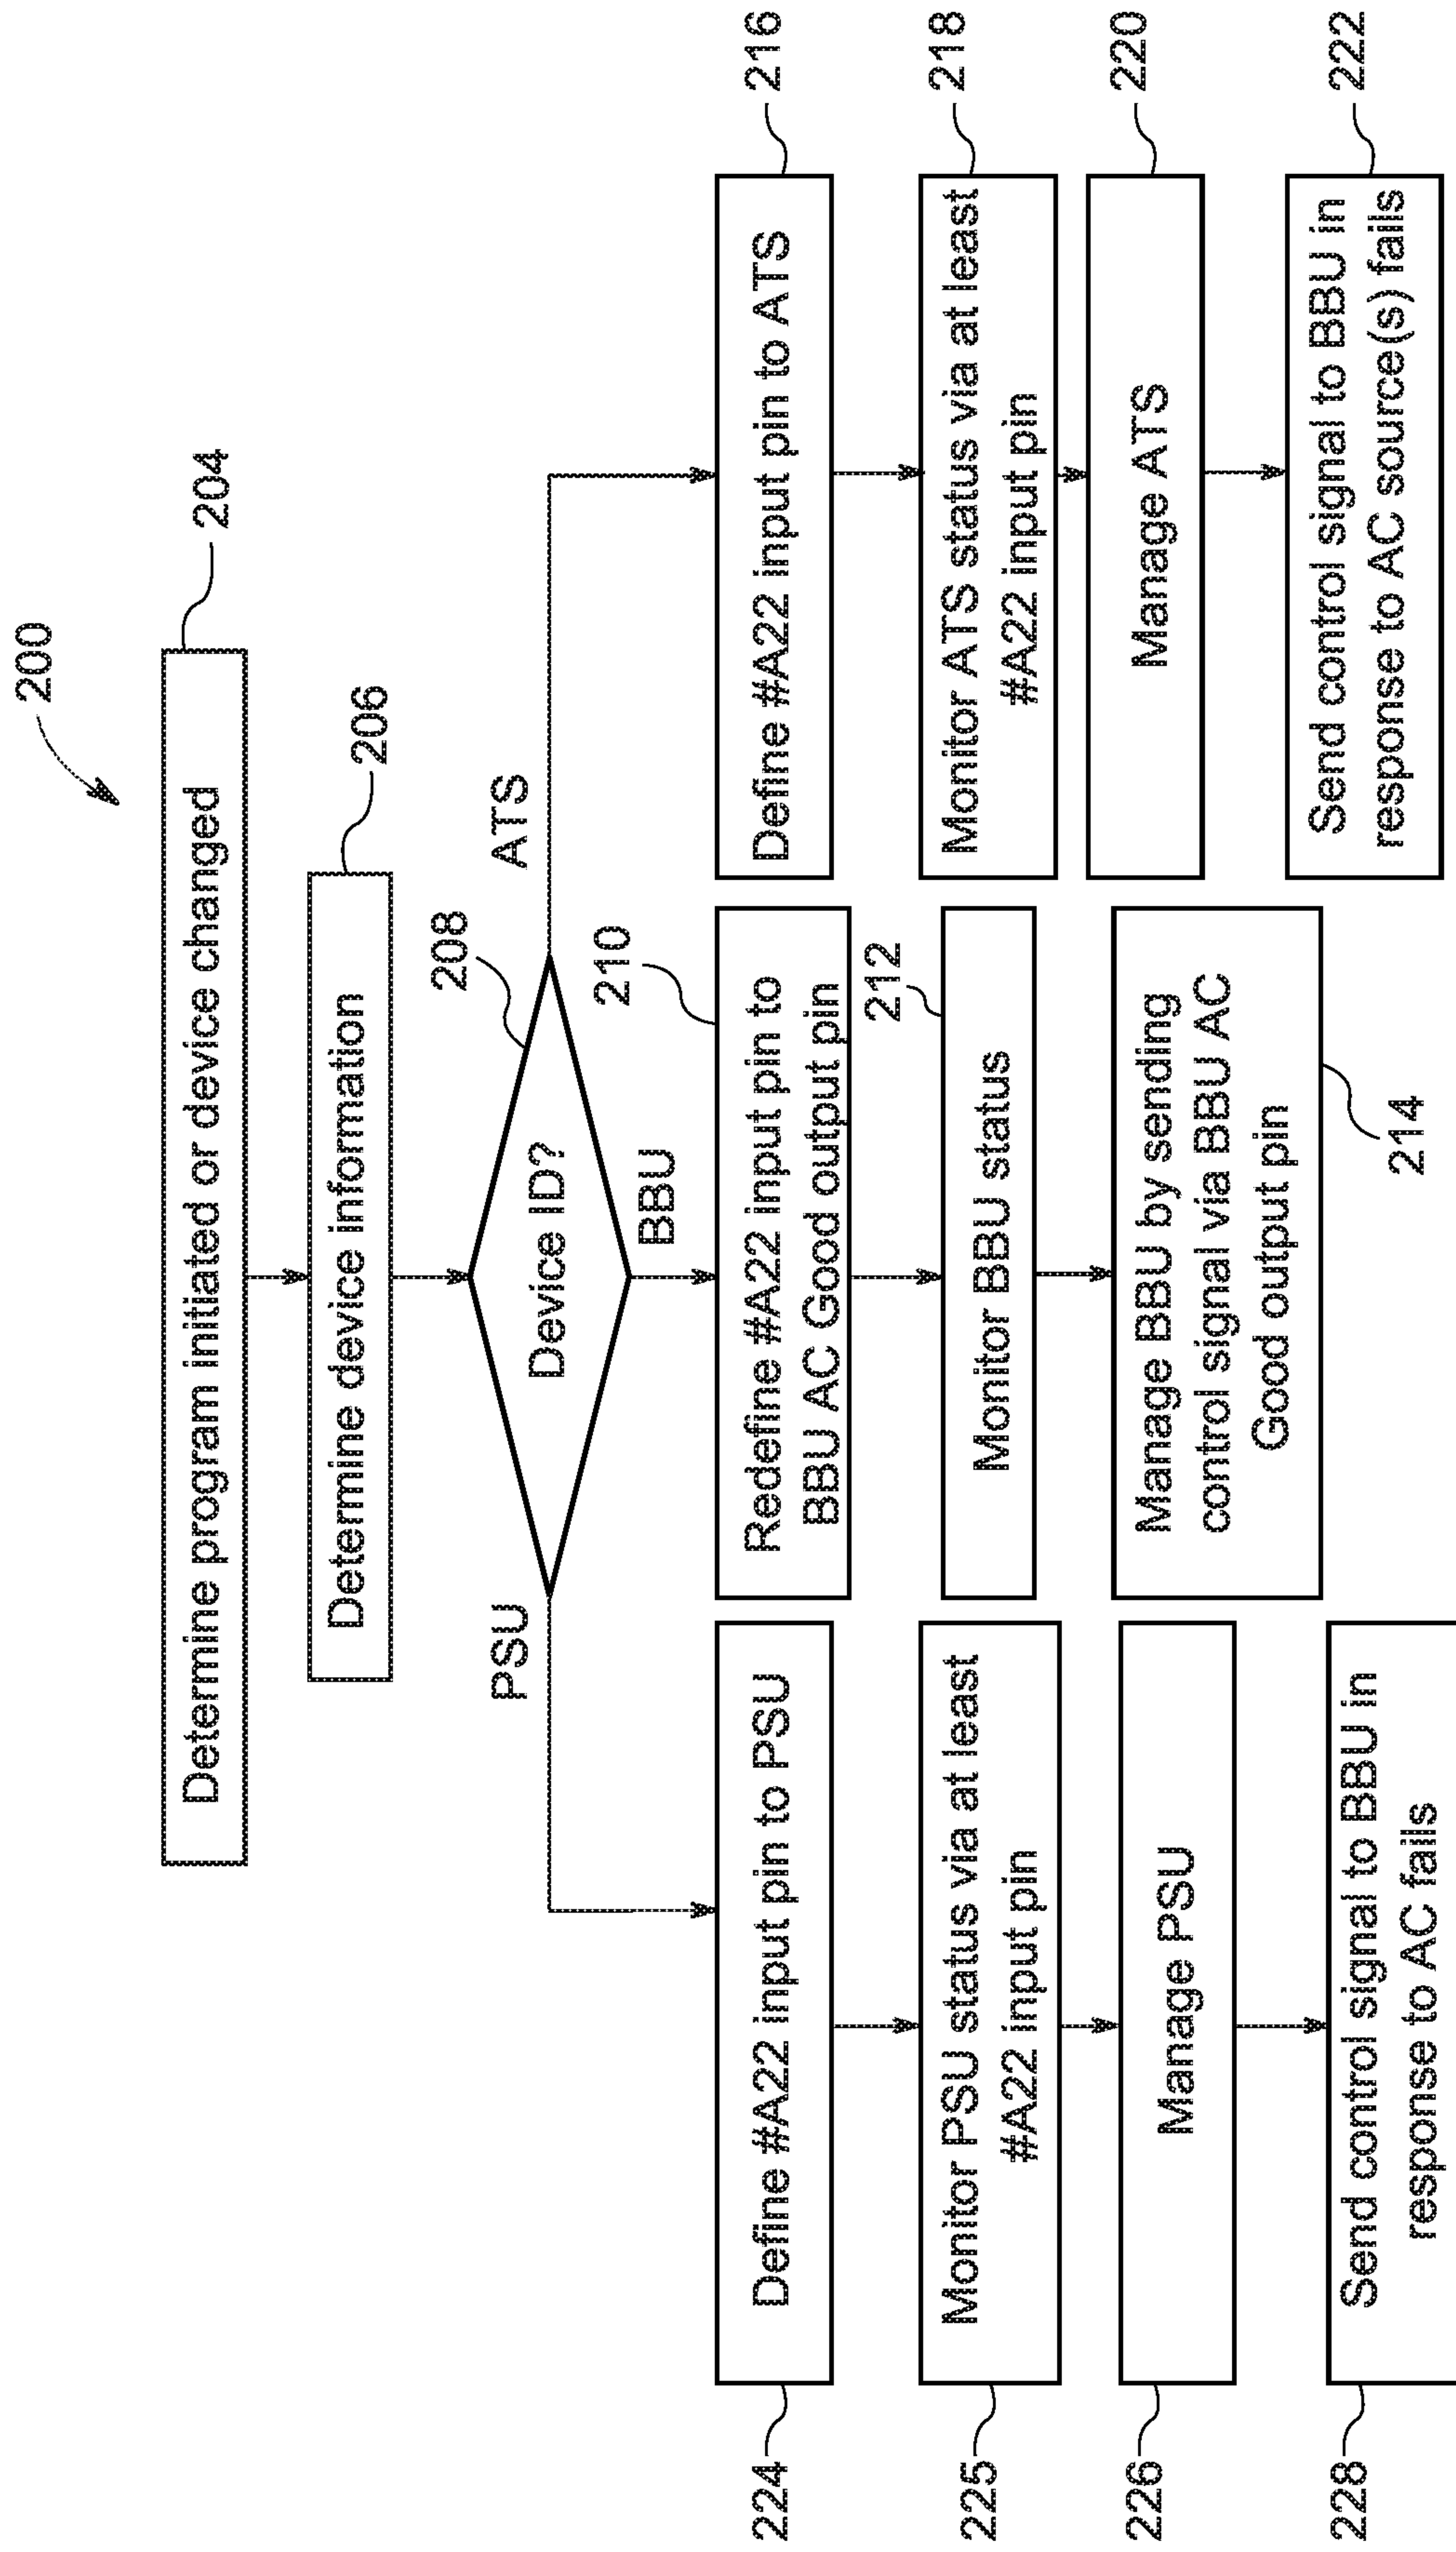 200
Determine program initiated or device changed
204
Determine device information
206
208
Device ID?
PSU
BBU
ATS
224
Define #A22 input pin to PSU
225
Monitor PSU status via at least
#A22 input pin
226
Manage PSU
228
Send control signal to BBU in
response to AC fails
210
Redefine #A22 input pin to
BBU AC Good output pin
212
Monitor BBU status
Manage BBU by sending
control signal via BBU AC
Good output pin
214
Define #A22 input pin to ATS
216
Monitor ATS status via at least
#A22 input pin
218
Manage ATS
220
Send control signal to BBU in
response to AC source(s) fails
222